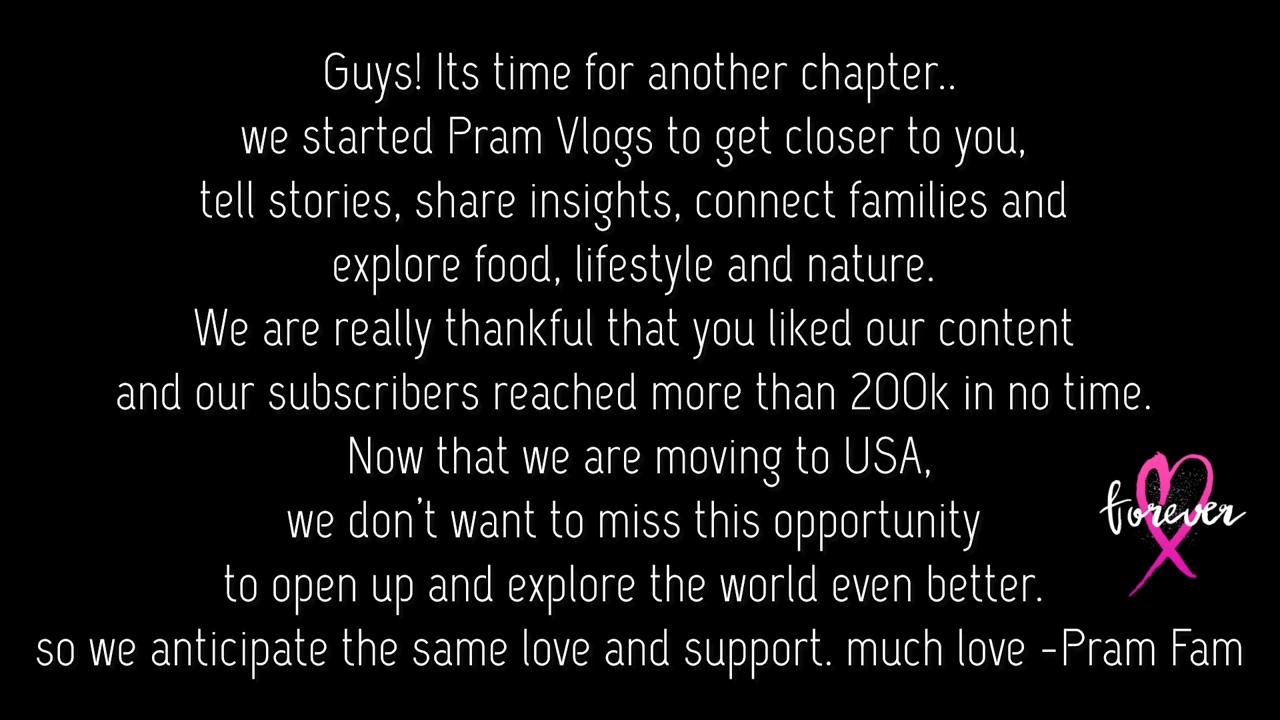 Guys! Its time for another chapter..
we started Pram Vlogs to get closer to you,
tell stories, share insights, connect families and
explore food, lifestyle and nature.
We are really thankful that you liked our content
and our subscribers reached more than 200k in no time.
Now that we are moving to USA,
we don't want to miss this opportunity
forever
to open up and explore the world even better.
so we anticipate the same love and support. much love -Pram Fam